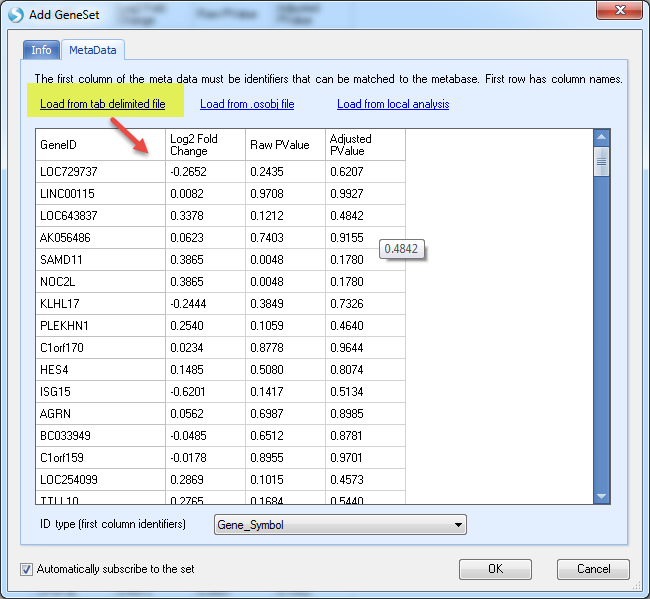 Add GeneSet
Info MetaData
The first column of the meta data must be identifiers that can be matched to the metabase. First row has column names.
Load from tab delimited file Load from .osobj file Load from local analysis
GeneID Log2 Fold Change Raw PValue Adjusted PValue
LOC729737 -0.2652 0.2435 0.6207
LINC00115 0.0082 0.9708 0.9927
LOC643837 0.3378 0.1212 0.4842
AK056486 0.0623 0.7403 0.9155
0.4842
SAMD11 0.3865 0.0048 0.1780
NOC2L 0.3865 0.0048 0.1780
KLHL17 -0.2444 0.3849 0.7326
PLEKHN1 0.2540 0.1059 0.4640
C1orf170 0.0234 0.8778 0.9644
HES4 0.1485 0.5080 0.8074
ISG15 -0.6201 0.1417 0.5134
AGRN 0.0562 0.6987 0.8985
BC033949 -0.0485 0.6512 0.8781
C1orf159 -0.0178 0.8955 0.9701
LOC254099 0.2869 0.1015 0.4573
TTLL10 0.2765 0.1684 0.5440
ID type (first column identifiers) Gene_Symbol
Automatically subscribe to the set OK Cancel